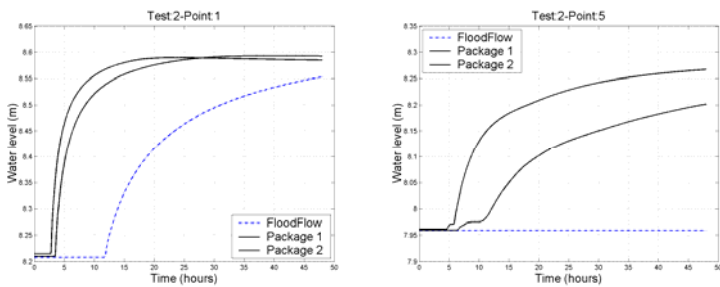 Test:2-Point:1
Water level (m)
8.65
8.6
8.55
8.5
8.45
8.4
8.35
8.3
8.25
8.2
0 5 10 15 20 25 30 35 40 45 50
Time (hours)
FloodFlow
Package 1
Package 2
Test:2-Point:5
Water level (m)
8.35
8.3
8.25
8.2
8.15
8.1
8.05
8
7.95
7.9
0 5 10 15 20 25 30 35 40 45 50
Time (hours)
FloodFlow
Package 1
Package 2